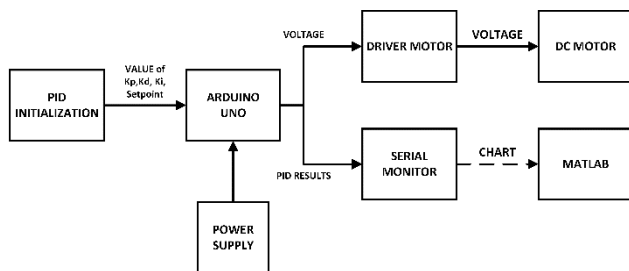 PID
INITIALIZATION
VALUE of
Kp,Kd, Ki,
Setpoint
ARDUINO
UNO
POWER
SUPPLY
VOLTAGE
DRIVER MOTOR
VOLTAGE
DC MOTOR
PID RESULTS
SERIAL
MONITOR
CHART
MATLAB